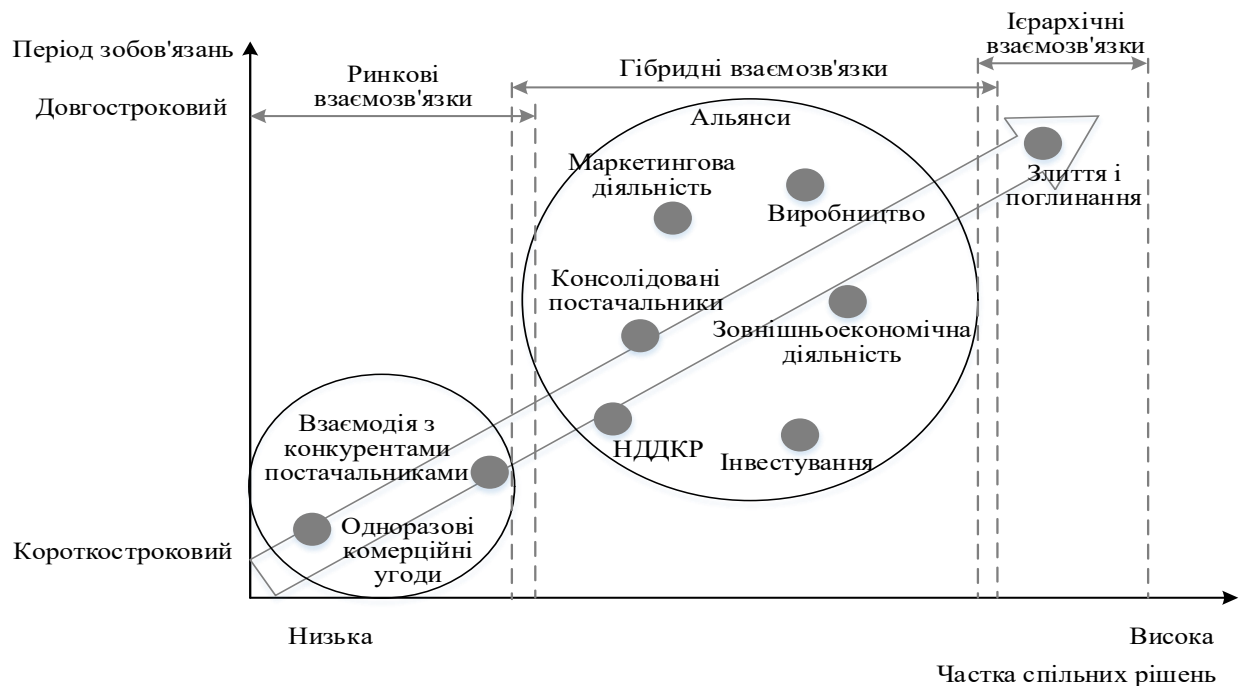 Період зобов'язань
Довгостроковий
Ринкові
взаємозв'язки
Гібридні взаємозв'язки
Ієрархічні
взаємозв'язки
Альянси
Маркетингова
діяльність
Виробництво
Злиття і
поглинання
Консолідовані
постачальники
Зовнішньоекономічна
діяльність
Взаємодія з
конкурентами
постачальниками
НДДКР
Інвестування
Одноразові
комерційні
угоди
Короткостроковий
Низька
Висока
Частка спільних рішень